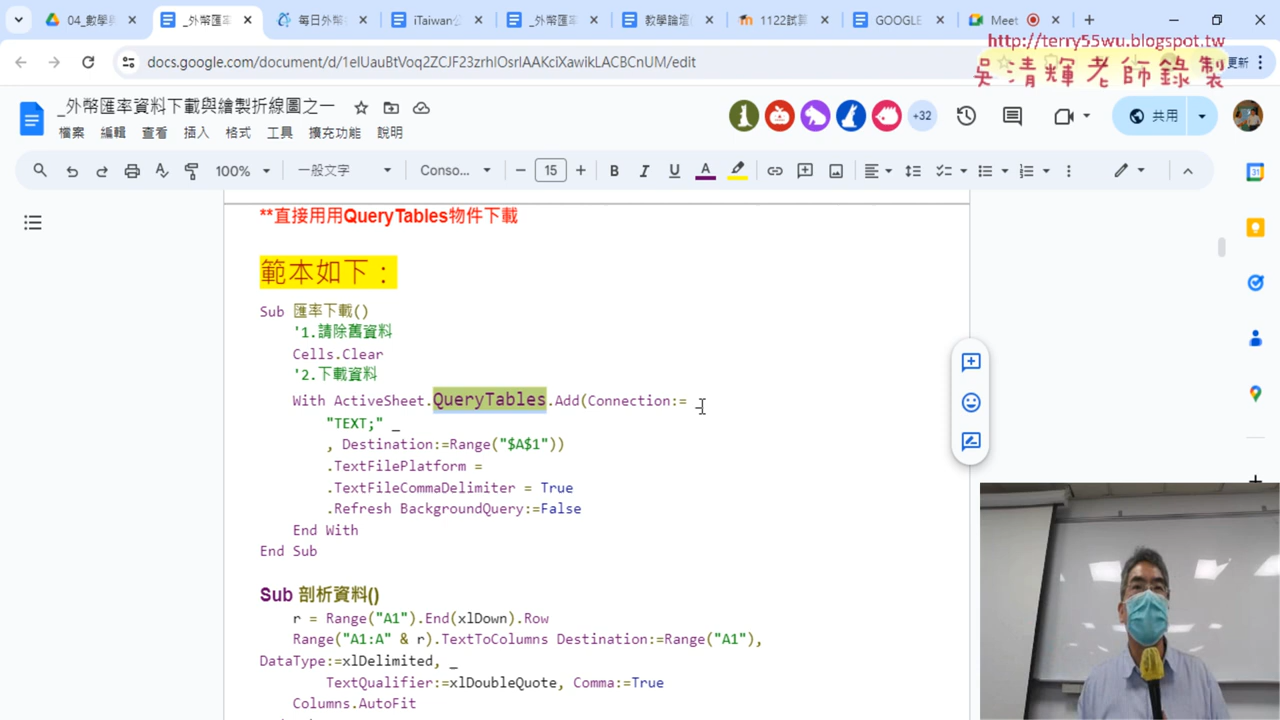 _外幣匯率
每日外幣
iTaiwan
_外幣匯率
教學論壇
1122試算
GOOGLE
Meet
http://terry55wu.blogspot.tw
吳清輝老師錄製
docs.google.com/document/d/1elUauBtVoq2ZCJF23zrhlOsrlAAKciXawikLACBCnUM/edit
更新
_外幣匯率資料下載與繪製折線圖之一
檔案 編輯 查看 插入 格式 工具 擴充功能 說明
+32
共用
100% 一般文字 Conso... 15 B I U A
**直接用用QueryTables物件下載
範本如下：
Sub 匯率下載()
'1.請除舊資料
Cells.Clear
'2.下載資料
With ActiveSheet.QueryTables.Add(Connection:= _
"TEXT;" _
, Destination:=Range("$A$1"))
.TextFilePlatform =
.TextFileCommaDelimiter = True
.Refresh BackgroundQuery:=False
End With
End Sub
Sub 剖析資料()
r = Range("A1").End(xlDown).Row
Range("A1:A" & r).TextToColumns Destination:=Range("A1"),
DataType:=xlDelimited, _
TextQualifier:=xlDoubleQuote, Comma:=True
Columns.AutoFit